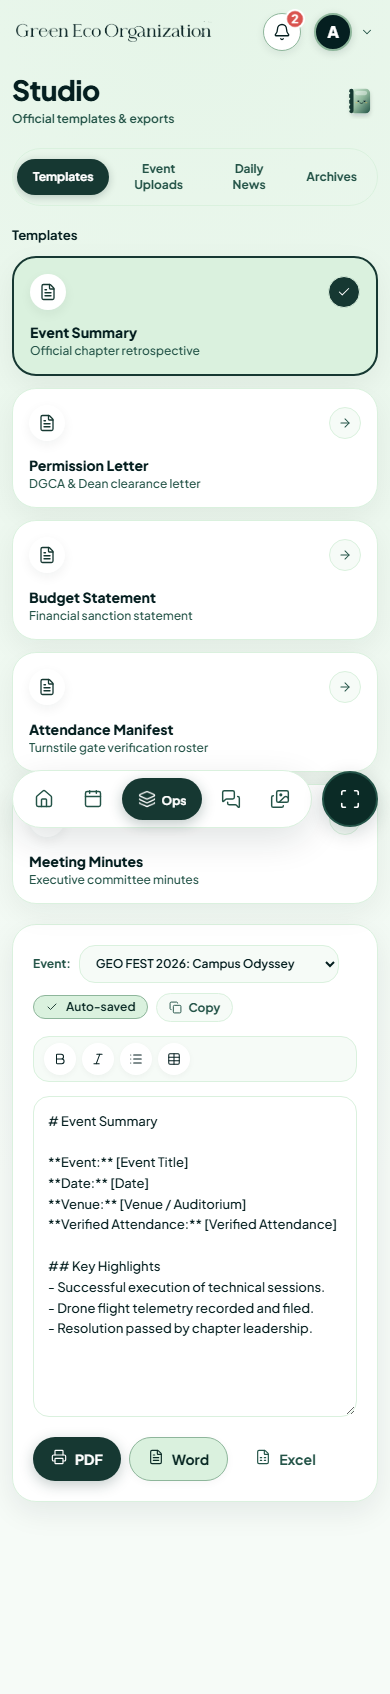 Green Eco Organization
2
A
Studio
Official templates & exports
Templates
Event
Uploads
Daily
News
Archives
Templates
Event Summary
Official chapter retrospective
Permission Letter
DGCA & Dean clearance letter
Budget Statement
Financial sanction statement
Attendance Manifest
Turnstile gate verification roster
Ops
Meeting Minutes
Executive committee minutes
Event: GEO FEST 2026: Campus Odyssey
Auto-saved Copy
B I
# Event Summary
**Event:** [Event Title]
**Date:** [Date]
**Venue:** [Venue / Auditorium]
**Verified Attendance:** [Verified Attendance]
## Key Highlights
- Successful execution of technical sessions.
- Drone flight telemetry recorded and filed.
- Resolution passed by chapter leadership.
PDF Word Excel